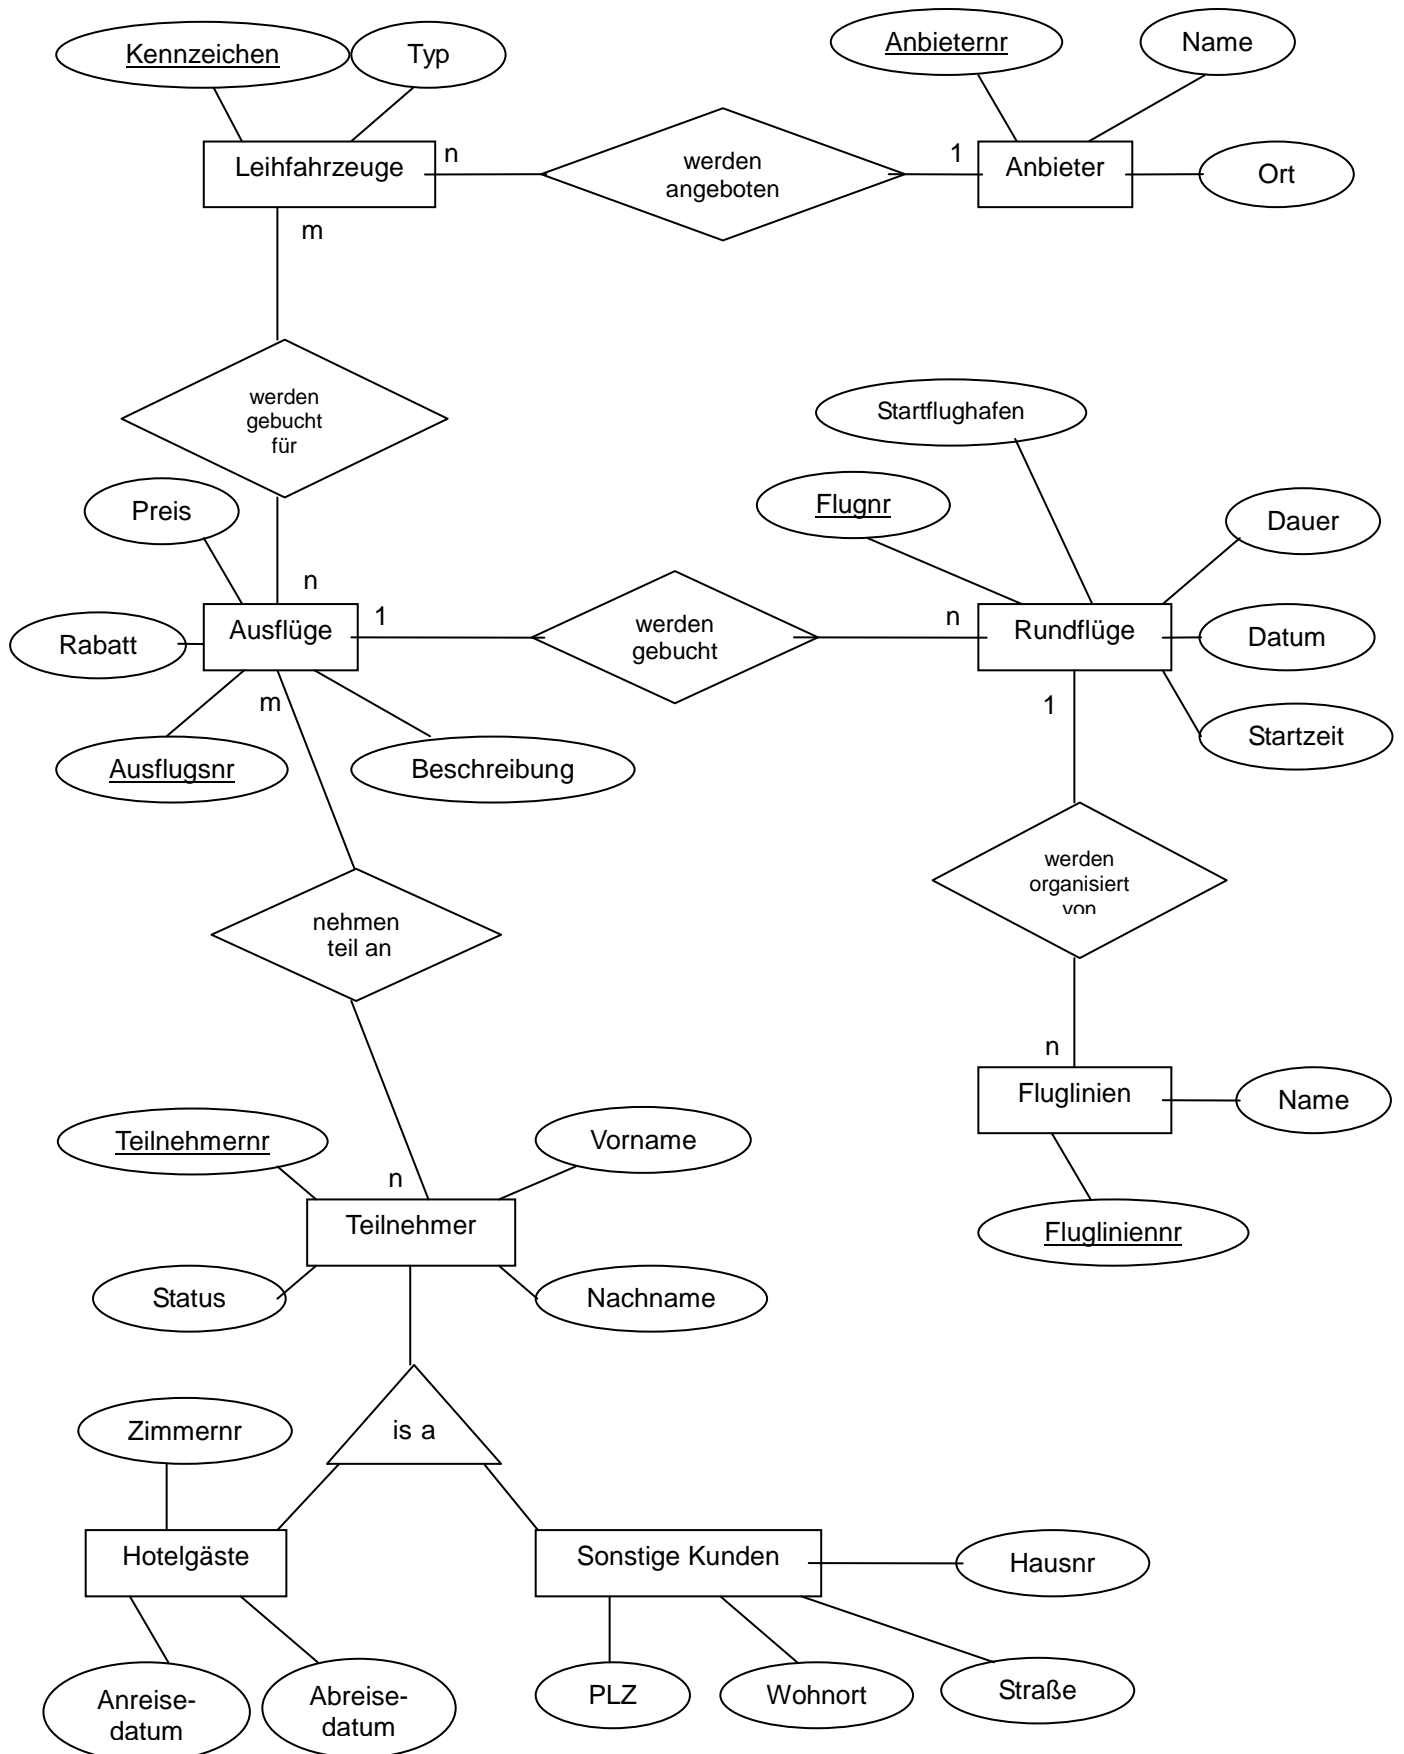 Kennzeichen
Typ
Anbieternr
Name
Leihfahrzeuge
n
werden
angeboten
1
Anbieter
Ort
m
werden
gebucht
für
Startflughafen
Preis
Flugnr
Dauer
n
Ausflüge
1
werden
gebucht
n
Rundflüge
Datum
Rabatt
m
1
Startzeit
Ausflugsnr
Beschreibung
werden
organisiert
von
nehmen
teil an
n
Fluglinien
Name
Teilnehmernr
Vorname
n
Teilnehmer
Flugliniennr
Status
Nachname
Zimmernr
is a
Hotelgäste
Sonstige Kunden
Hausnr
Anreise-
datum
Abreise-
datum
PLZ
Wohnort
Straße